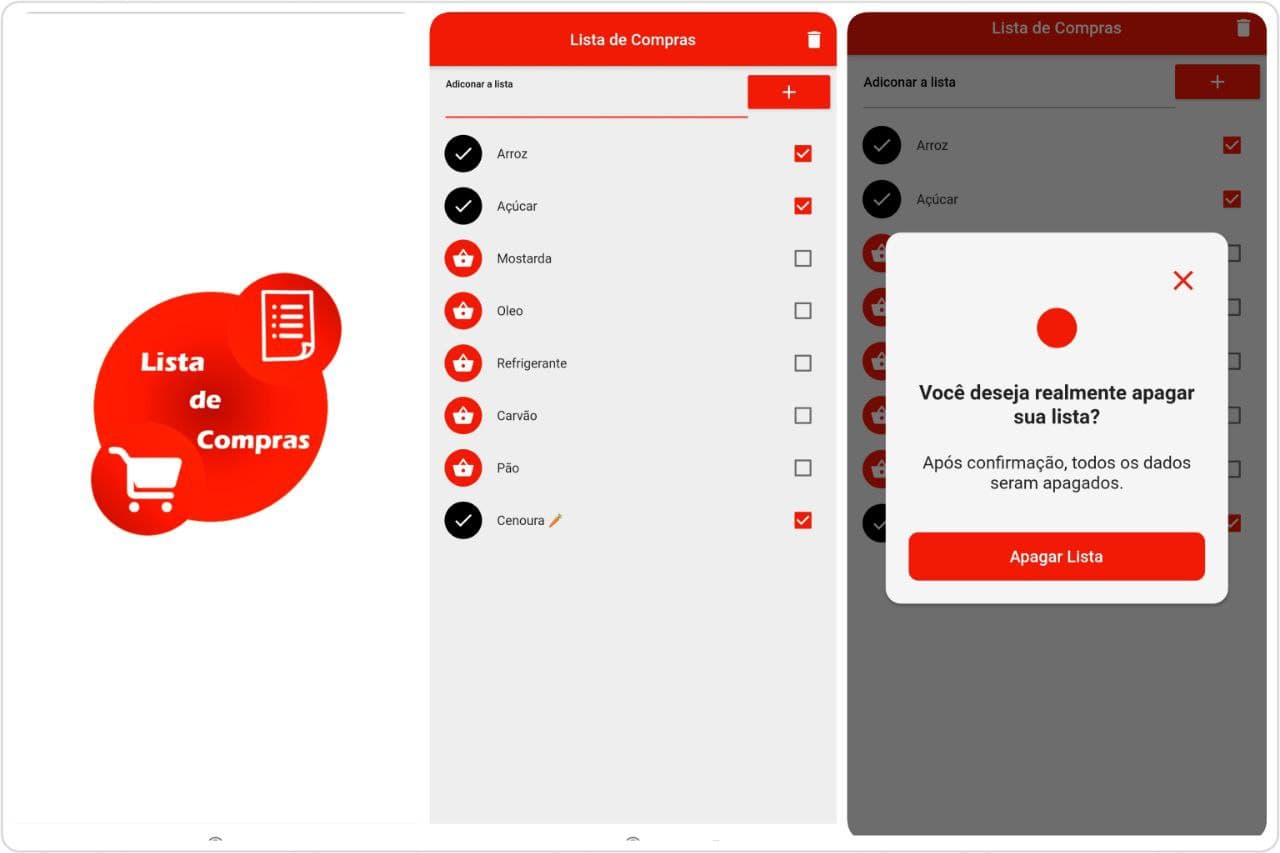 Lista
de
Compras
Lista de Compras
Adiconar a lista
+
Arroz
Açúcar
Mostarda
Oleo
Refrigerante
Carvão
Pão
Cenoura 🥕
Lista de Compras
Adiconar a lista
+
Arroz
Açúcar
Você deseja realmente apagar
sua lista?
Após confirmação, todos os dados
seram apagados.
Apagar Lista